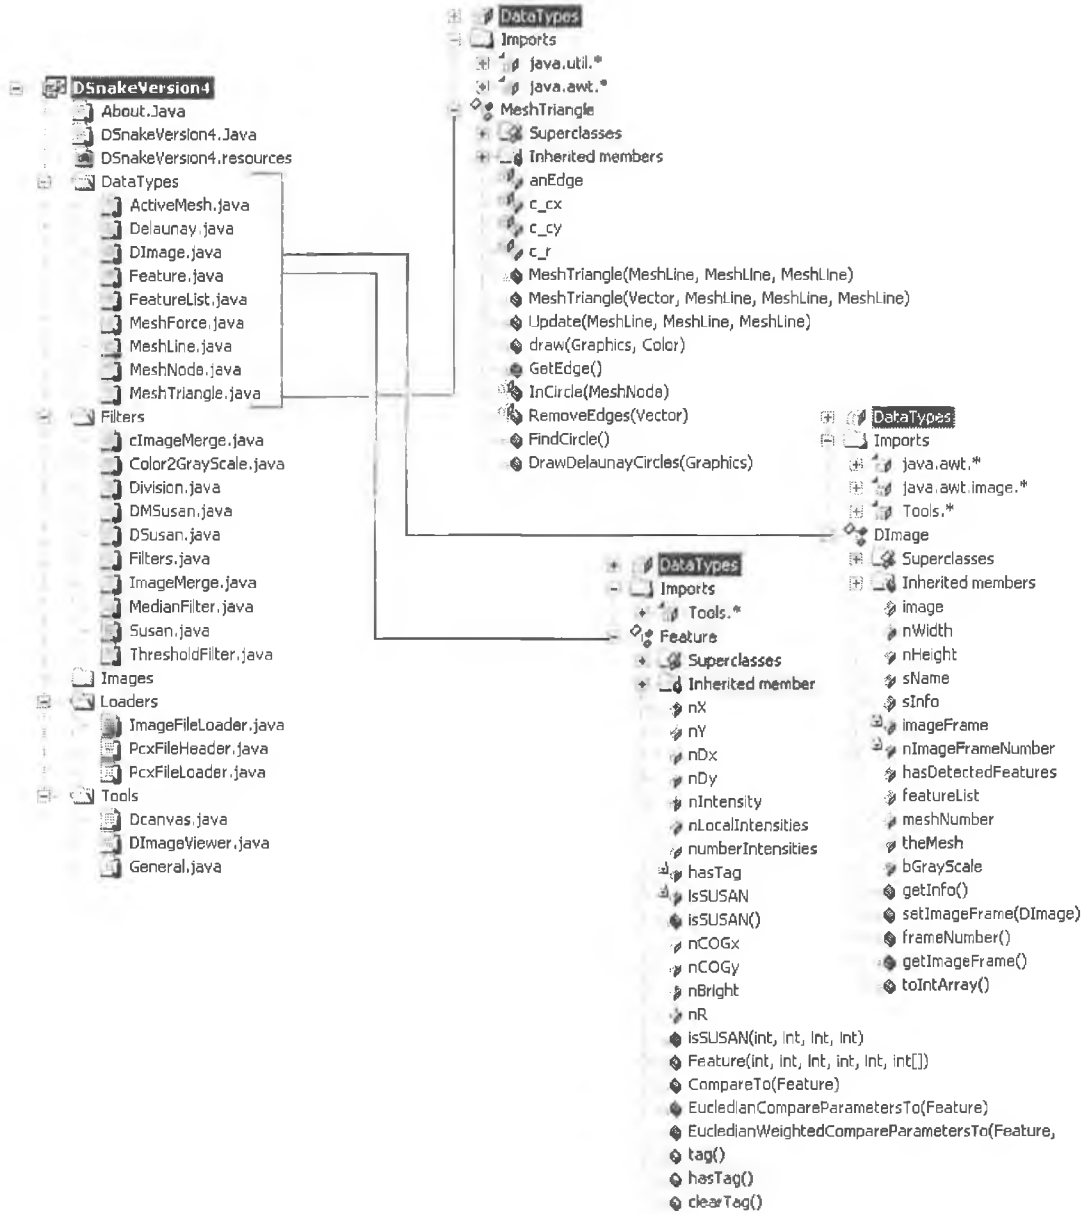 DSnakeVersion4
About.Java
DSnakeVersion4.Java
DSnakeVersion4.resources
DataTypes
ActiveMesh.java
Delaunay.java
DImage.java
Feature.java
FeatureList.java
MeshForce.java
MeshLine.java
MeshNode.java
MeshTriangle.java
Filters
cImageMerge.java
Color2GrayScale.java
Division.java
DMSusan.java
DSusan.java
Filters.java
ImageMerge.java
MedianFilter.java
Susan.java
ThresholdFilter.java
Images
Loaders
ImageFileLoader.java
PcxFileHeader.java
PcxFileLoader.java
Tools
Dcanvas.java
DImageViewer.java
General.java
DataTypes
Imports
java.util.*
java.awt.*
MeshTriangle
Superclasses
Inherited members
anEdge
c_cx
c_cy
c_r
MeshTriangle(MeshLine, MeshLine, MeshLine)
MeshTriangle(Vector, MeshLine, MeshLine, MeshLine)
Update(MeshLine, MeshLine, MeshLine)
draw(Graphics, Color)
GetEdge()
InCircle(MeshNode)
RemoveEdges(Vector)
FindCircle()
DrawDelaunayCircles(Graphics)
DataTypes
Imports
Tools.*
Feature
Superclasses
Inherited member
nX
nY
nDx
nDy
nIntensity
nLocalIntensities
numberIntensities
hasTag
isSUSAN
isSUSAN()
nCOGx
nCOGy
nBright
nR
isSUSAN(int, int, int, int)
Feature(int, int, int, int, int, int[])
CompareTo(Feature)
EucledianCompareParametersTo(Feature)
EucledianWeightedCompareParametersTo(Feature,
tag()
hasTag()
clearTag()
DataTypes
Imports
java.awt.*
java.awt.image.*
Tools.*
DImage
Superclasses
Inherited members
image
nWidth
nHeight
sName
sInfo
imageFrame
nImageFrameNumber
hasDetectedFeatures
featureList
meshNumber
theMesh
bGrayScale
getInfo()
setImageFrame(DImage)
frameNumber()
getImageFrame()
toIntArray()